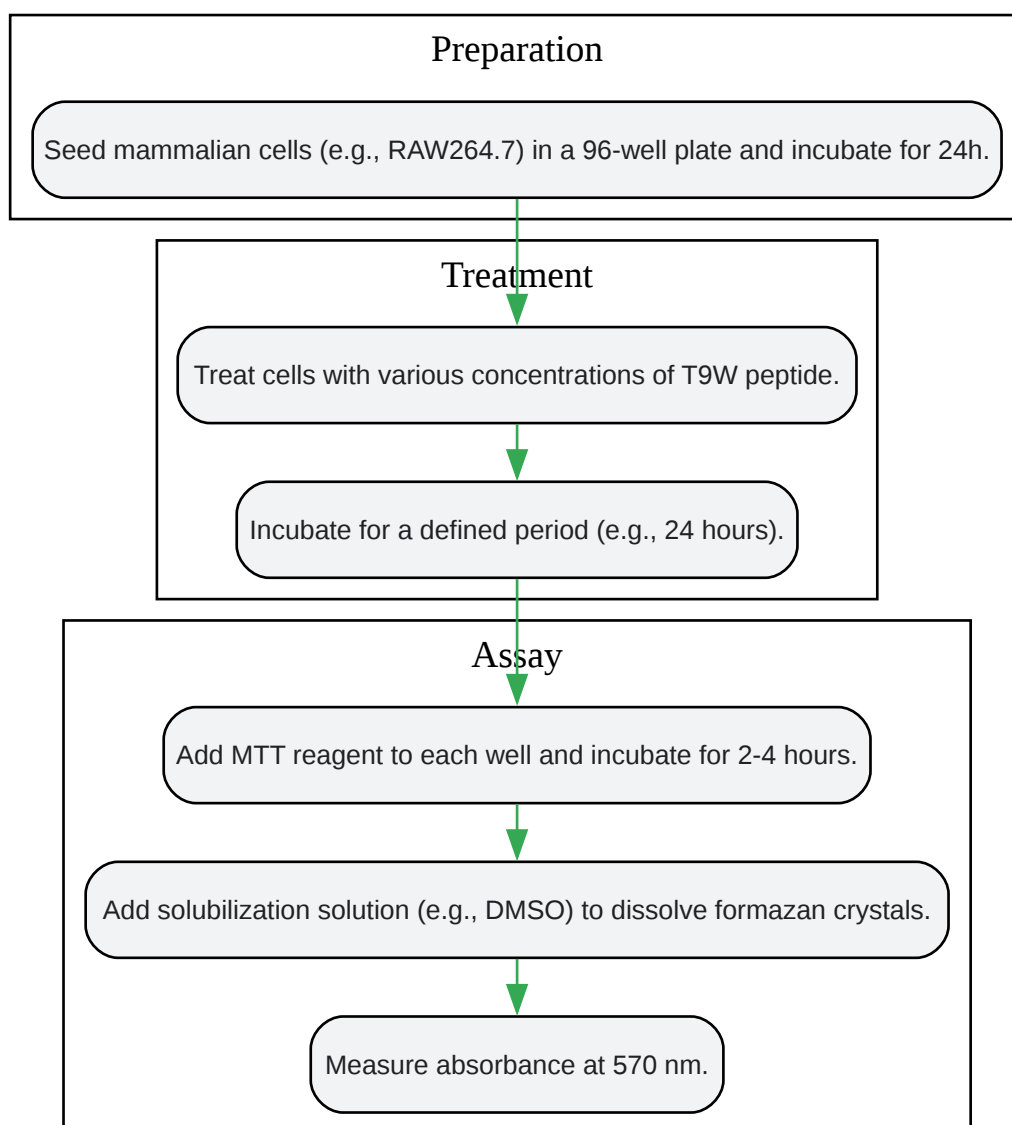 Preparation
Seed mammalian cells (e.g., RAW264.7) in a 96-well plate and incubate for 24h.
Treatment
Treat cells with various concentrations of T9W peptide.
Incubate for a defined period (e.g., 24 hours).
Assay
Add MTT reagent to each well and incubate for 2-4 hours.
Add solubilization solution (e.g., DMSO) to dissolve formazan crystals.
Measure absorbance at 570 nm.